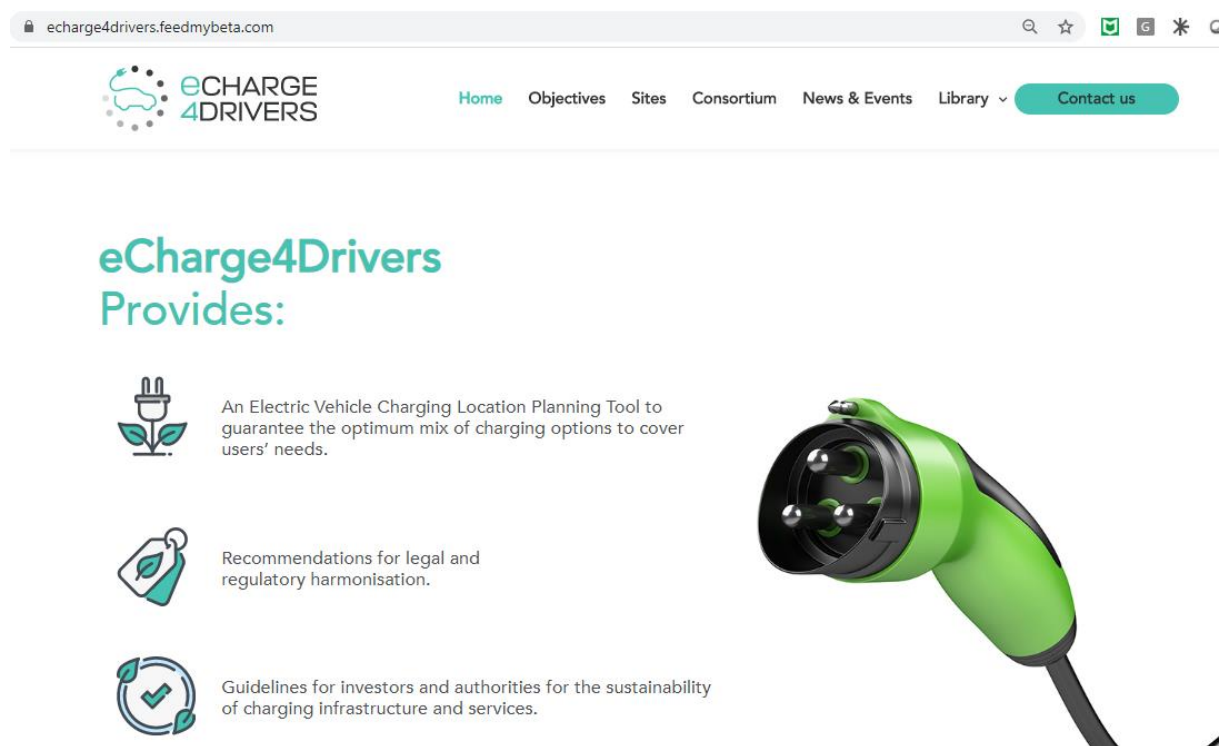 echarge4drivers.feedmybeta.com
G
eCHARGE
4DRIVERS
Home Objectives Sites Consortium News & Events Library Contact us
eCharge4Drivers
Provides:
An Electric Vehicle Charging Location Planning Tool to
guarantee the optimum mix of charging options to cover
users’ needs.
Recommendations for legal and
regulatory harmonisation.
Guidelines for investors and authorities for the sustainability
of charging infrastructure and services.